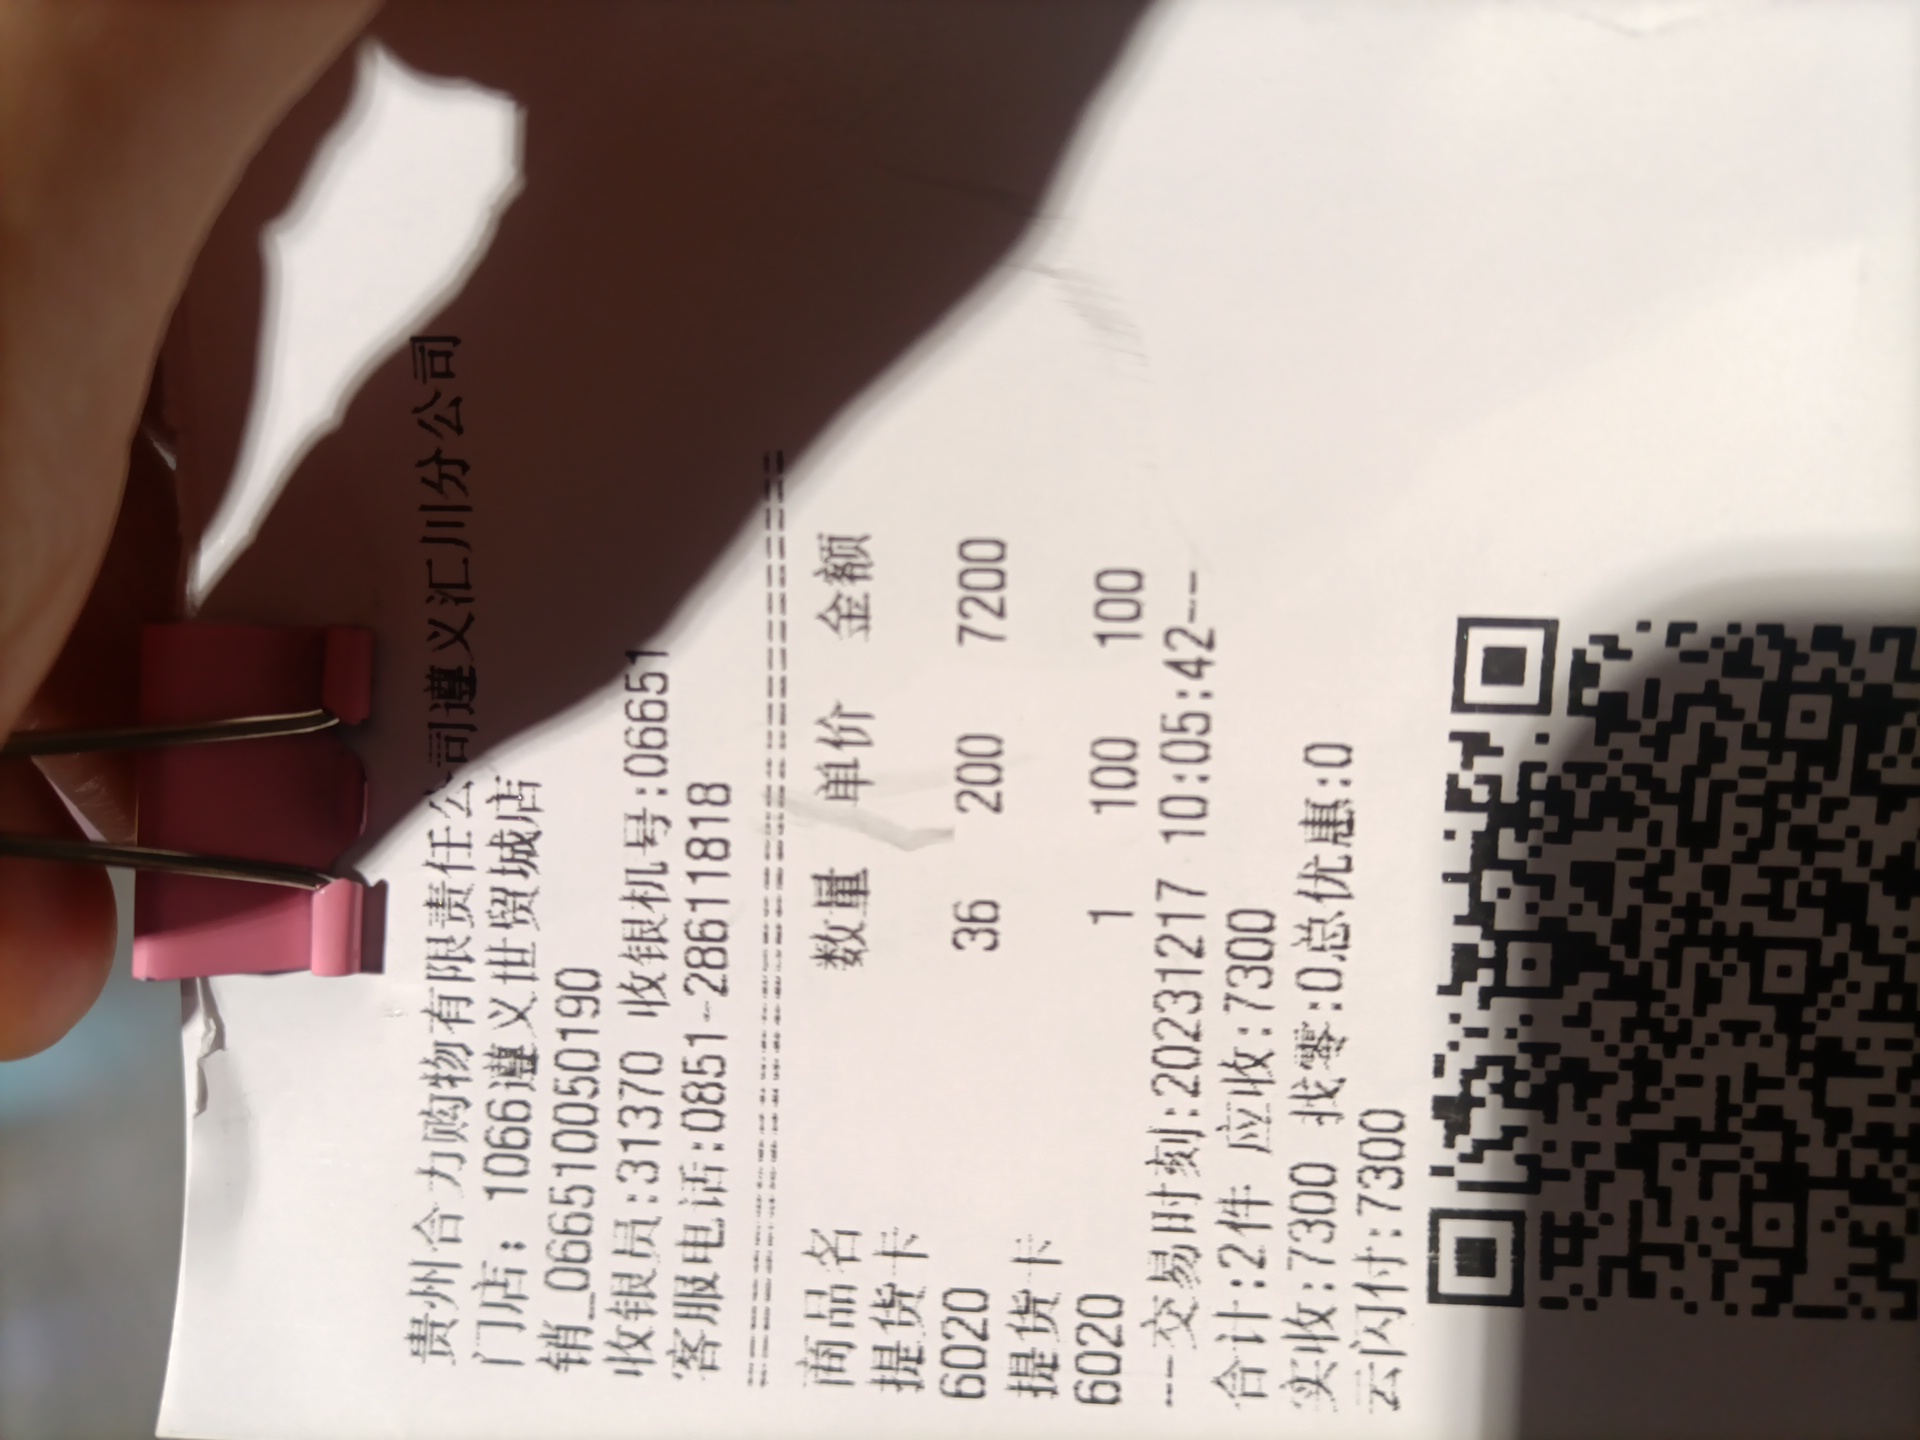 贵州合力购物有限责任公司遵义汇川分公司
门店: 1066遵义世贸城店
销_066510050190
收银员:31370 收银机号:06651
客服电话:0851-28611818
================================
商品名 数量 单价 金额
提货卡
6020 36 200 7200
提货卡
6020 1 100 100
---交易时刻:20231217 10:05:42---
合计:2件 应收:7300
实收:7300 找零:0总优惠:0
云闪付:7300